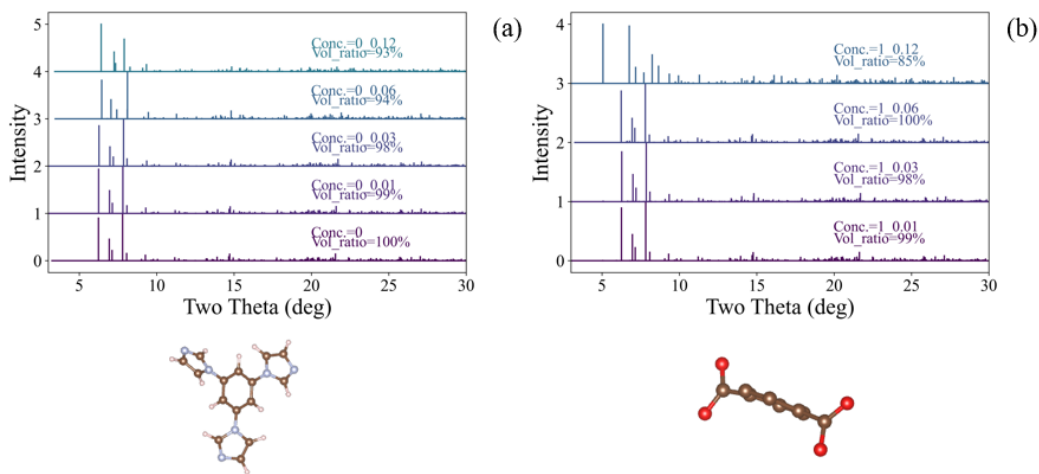 (a)
Intensity
5
4
3
2
1
0
Conc.=0_0.12
Vol_ratio=93%
Conc.=0_0.06
Vol_ratio=94%
Conc.=0_0.03
Vol_ratio=98%
Conc.=0_0.01
Vol_ratio=99%
Conc.=0
Vol_ratio=100%
5 10 15 20 25 30
Two Theta (deg)
(b)
Intensity
4
3
2
1
0
Conc.=1_0.12
Vol_ratio=85%
Conc.=1_0.06
Vol_ratio=100%
Conc.=1_0.03
Vol_ratio=98%
Conc.=1_0.01
Vol_ratio=99%
5 10 15 20 25 30
Two Theta (deg)